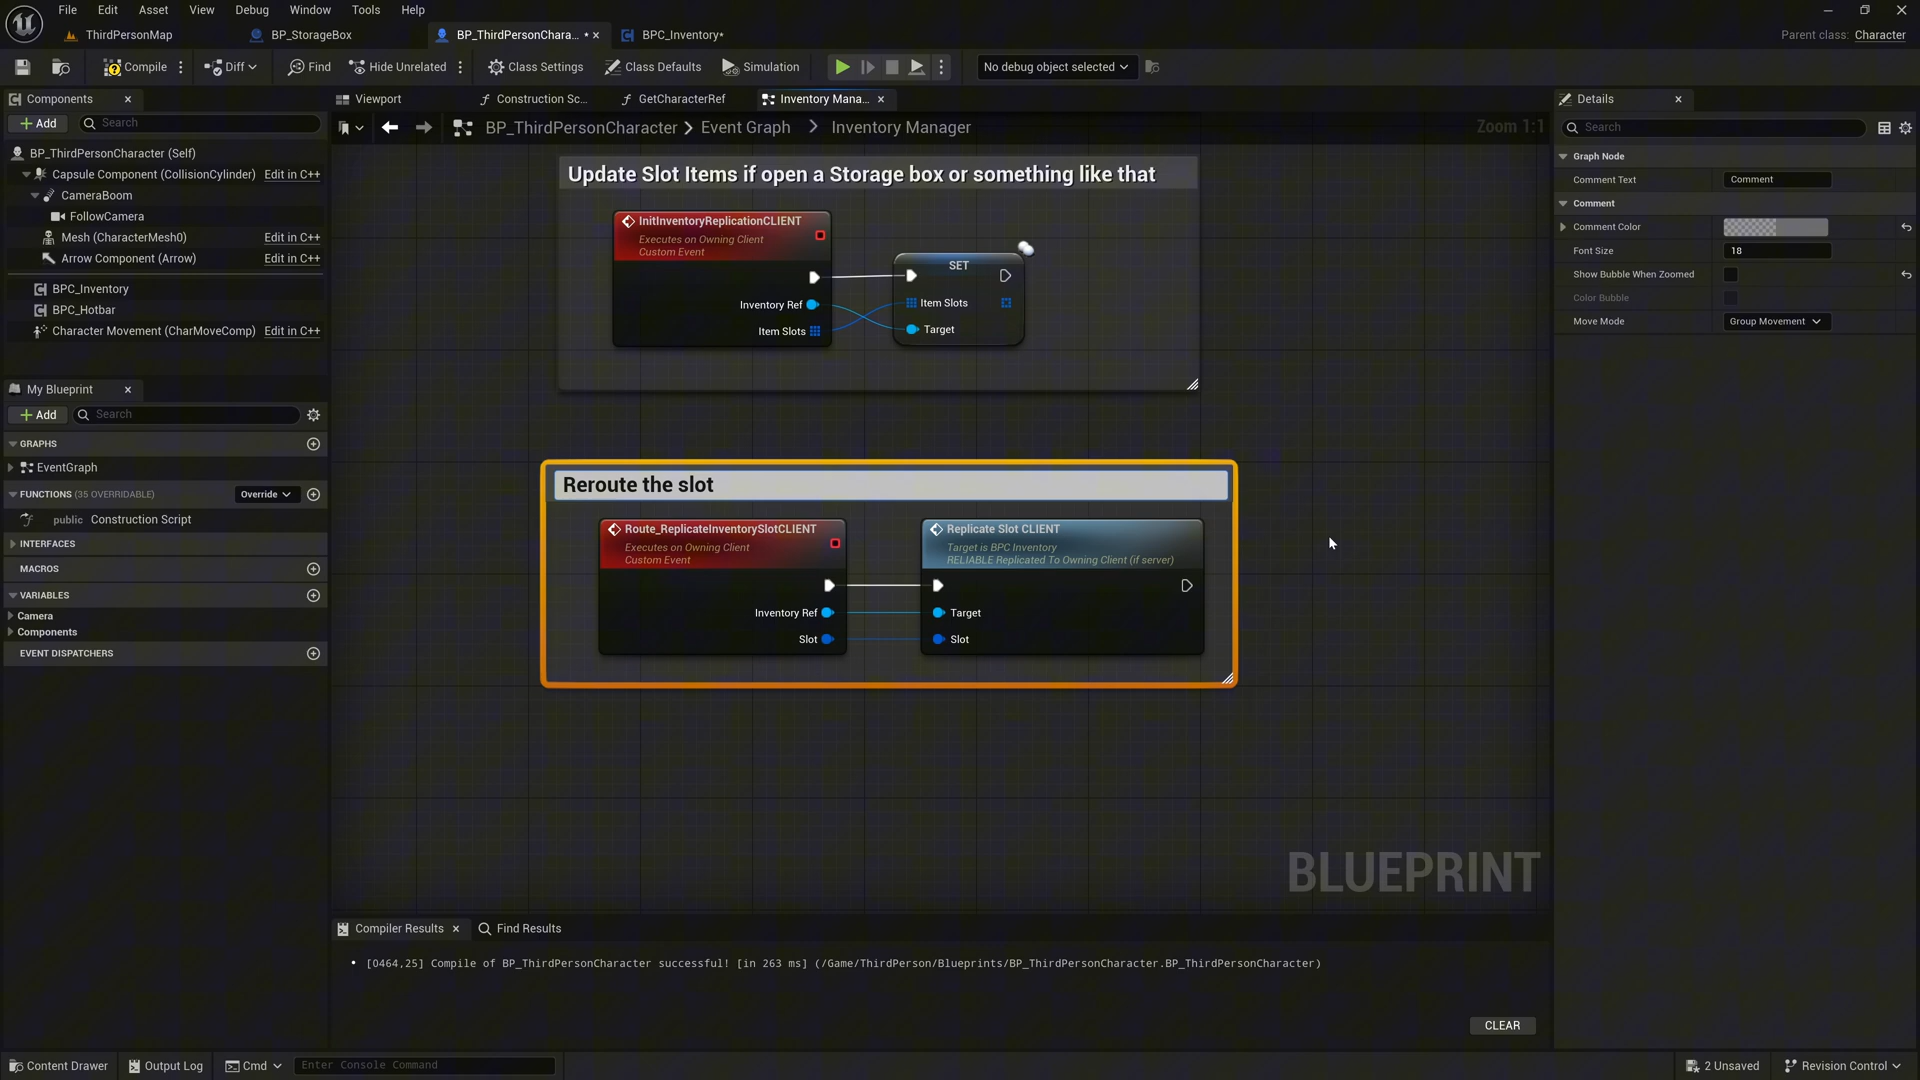 File Edit Asset View Debug Window Tools Help
ThirdPersonMap BP_StorageBox BP_ThirdPersonChara... * BPC_Inventory* Parent class: Character
Compile Diff Find Hide Unrelated Class Settings Class Defaults Simulation No debug object selected
Components Viewport Construction Sc... GetCharacterRef Inventory Mana... Details
+ Add Search BP_ThirdPersonCharacter > Event Graph > Inventory Manager Zoom 1:1 Search
BP_ThirdPersonCharacter (Self)
Capsule Component (CollisionCylinder) Edit in C++
CameraBoom
FollowCamera
Mesh (CharacterMesh0) Edit in C++
Arrow Component (Arrow) Edit in C++
BPC_Inventory
BPC_Hotbar
Character Movement (CharMoveComp) Edit in C++
My Blueprint
+ Add Search
GRAPHS
EventGraph
FUNCTIONS (35 OVERRIDABLE) Override
public Construction Script
INTERFACES
MACROS
VARIABLES
Camera
Components
EVENT DISPATCHERS
Update Slot Items if open a Storage box or something like that
InitInventoryReplicationCLIENT
Executes on Owning Client
Custom Event
Inventory Ref
Item Slots
SET
Item Slots
Target
Reroute the slot
Route_ReplicateInventorySlotCLIENT
Executes on Owning Client
Custom Event
Inventory Ref
Slot
Replicate Slot CLIENT
Target is BPC Inventory
RELIABLE Replicated To Owning Client (if server)
Target
Slot
BLUEPRINT
Graph Node
Comment Text Comment
Comment
Comment Color
Font Size 18
Show Bubble When Zoomed
Color Bubble
Move Mode Group Movement
Compiler Results Find Results
[0464,25] Compile of BP_ThirdPersonCharacter successful! [in 263 ms] (/Game/ThirdPerson/Blueprints/BP_ThirdPersonCharacter.BP_ThirdPersonCharacter)
CLEAR
Content Drawer Output Log Cmd Enter Console Command 2 Unsaved Revision Control